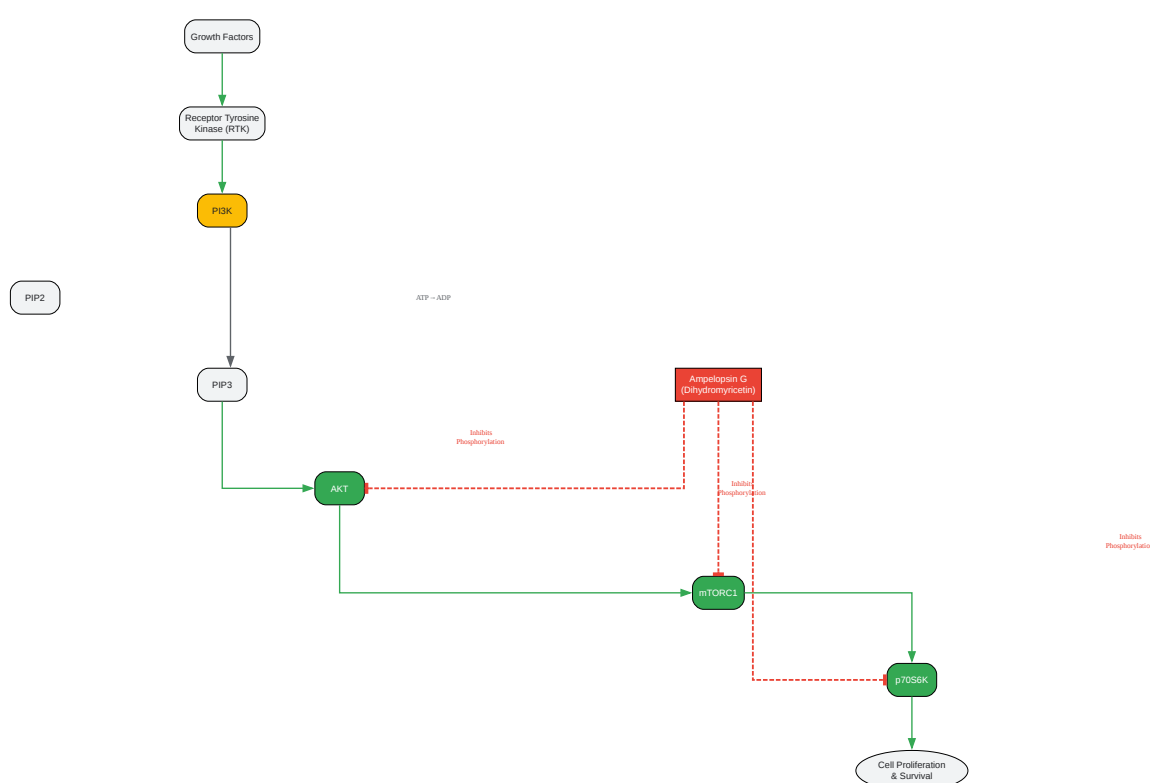 Growth Factors
Receptor Tyrosine
Kinase (RTK)
PI3K
PIP2
ATP→ADP
PIP3
Ampelopsin G
(Dihydromyricetin)
Inhibits
Phosphorylation
AKT
Inhibits
Phosphorylation
Inhibits
Phosphorylatio
mTORC1
p70S6K
Cell Proliferation
& Survival